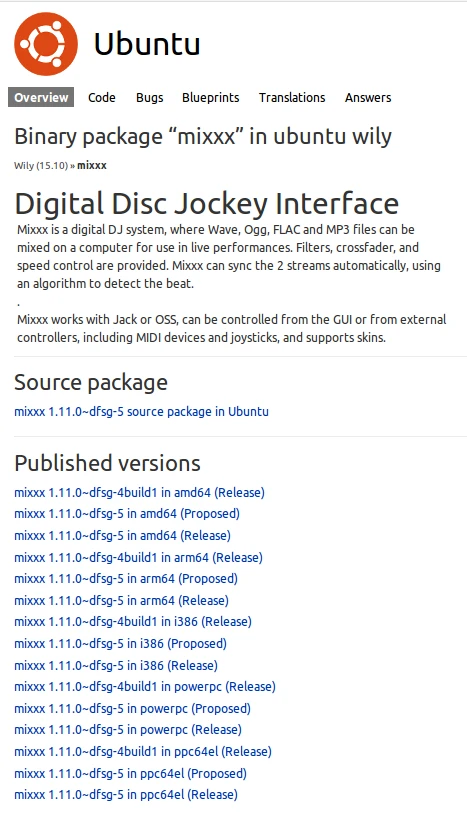 Ubuntu
Overview Code Bugs Blueprints Translations Answers
Binary package “mixxx” in ubuntu wily
Wily (15.10) » mixxx
Digital Disc Jockey Interface
Mixxx is a digital DJ system, where Wave, Ogg, FLAC and MP3 files can be
mixed on a computer for use in live performances. Filters, crossfader, and
speed control are provided. Mixxx can sync the 2 streams automatically, using
an algorithm to detect the beat.
.
Mixxx works with Jack or OSS, can be controlled from the GUI or from external
controllers, including MIDI devices and joysticks, and supports skins.
Source package
mixxx 1.11.0~dfsg-5 source package in Ubuntu
Published versions
mixxx 1.11.0~dfsg-4build1 in amd64 (Release)
mixxx 1.11.0~dfsg-5 in amd64 (Proposed)
mixxx 1.11.0~dfsg-5 in amd64 (Release)
mixxx 1.11.0~dfsg-4build1 in arm64 (Release)
mixxx 1.11.0~dfsg-5 in arm64 (Proposed)
mixxx 1.11.0~dfsg-5 in arm64 (Release)
mixxx 1.11.0~dfsg-4build1 in i386 (Release)
mixxx 1.11.0~dfsg-5 in i386 (Proposed)
mixxx 1.11.0~dfsg-5 in i386 (Release)
mixxx 1.11.0~dfsg-4build1 in powerpc (Release)
mixxx 1.11.0~dfsg-5 in powerpc (Proposed)
mixxx 1.11.0~dfsg-5 in powerpc (Release)
mixxx 1.11.0~dfsg-4build1 in ppc64el (Release)
mixxx 1.11.0~dfsg-5 in ppc64el (Proposed)
mixxx 1.11.0~dfsg-5 in ppc64el (Release)